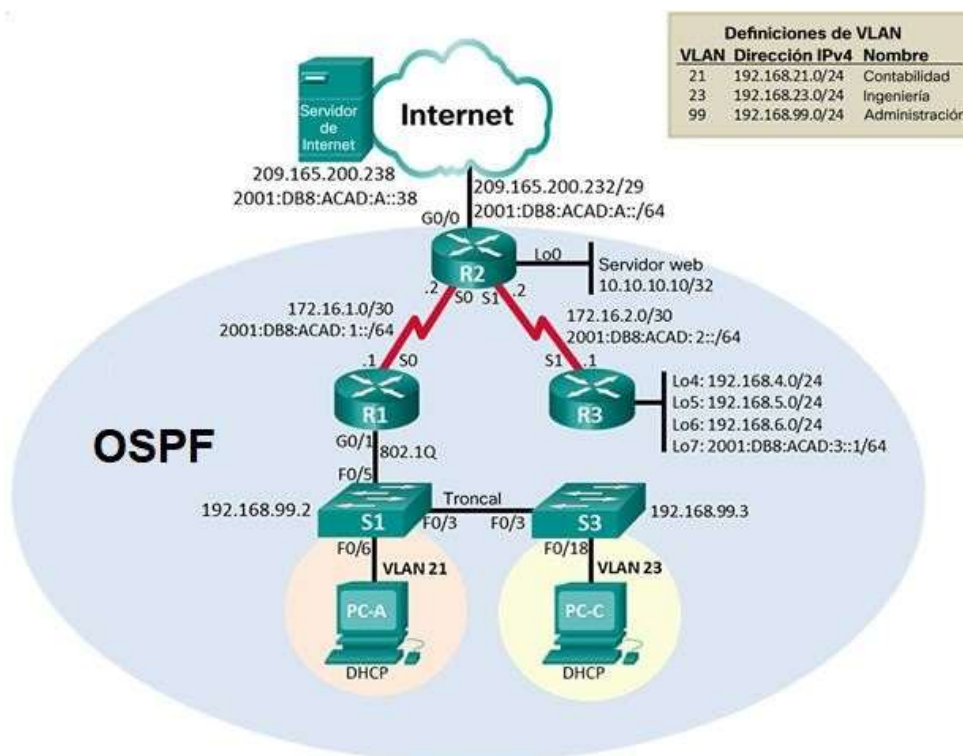 Definiciones de VLAN
VLAN Dirección IPv4 Nombre
21 192.168.21.0/24 Contabilidad
23 192.168.23.0/24 Ingeniería
99 192.168.99.0/24 Administración
Servidor
de
Internet
Internet
209.165.200.238
2001:DB8:ACAD:A::38
209.165.200.232/29
2001:DB8:ACAD:A::/64
G0/0
Lo0
R2
Servidor web
10.10.10.10/32
.2 S0 S1 .2
172.16.1.0/30
2001:DB8:ACAD: 1::/64
172.16.2.0/30
2001:DB8:ACAD: 2::/64
.1 S0
S1 .1
R1
R3
Lo4: 192.168.4.0/24
Lo5: 192.168.5.0/24
Lo6: 192.168.6.0/24
Lo7: 2001:DB8:ACAD:3::1/64
OSPF
G0/1
802.1Q
F0/5
Troncal
192.168.99.2
S1
F0/3 F0/3
S3
192.168.99.3
F0/6
F0/18
VLAN 21
VLAN 23
PC-A
PC-C
DHCP
DHCP